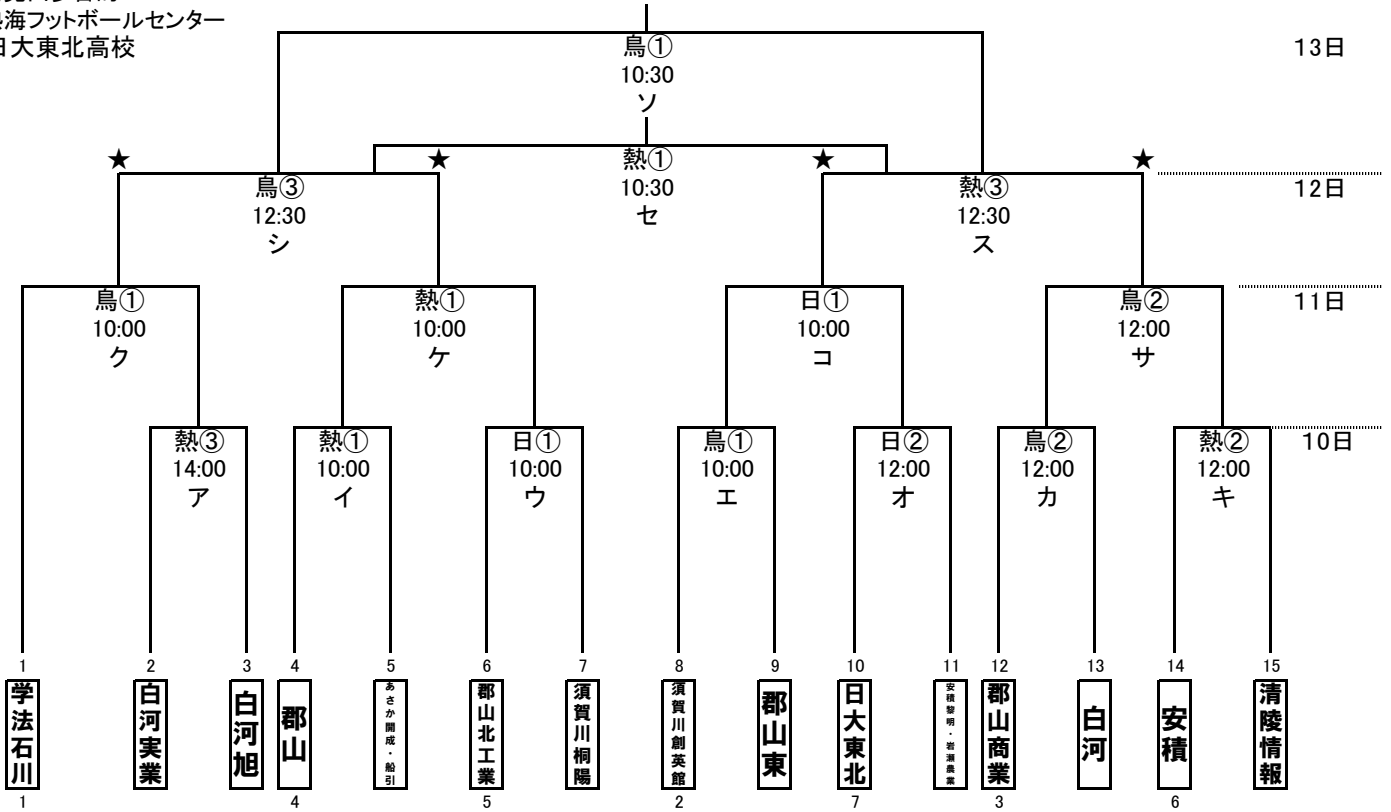 熱海フットボールセンター
日大東北高校
鳥①
10:30
ソ
13日
★ ★ ★ ★
熱①
10:30
セ
鳥③
12:30
シ
熱③
12:30
ス
12日
鳥①
10:00
ク
熱①
10:00
ケ
日①
10:00
コ
鳥②
12:00
サ
11日
熱③
14:00
ア
熱①
10:00
イ
日①
10:00
ウ
鳥①
10:00
エ
日②
12:00
オ
鳥②
12:00
カ
熱②
12:00
キ
10日
1 2 3 4 5 6 7 8 9 10 11 12 13 14 15
学法石川
白河実業
白河旭
郡山
あさか開成・船引
郡山北工業
須賀川桐陽
須賀川創英館
郡山東
日大東北
安積黎明・岩瀬農業
郡山商業
白河
安積
清陵情報
1 4 5 2 7 3 6